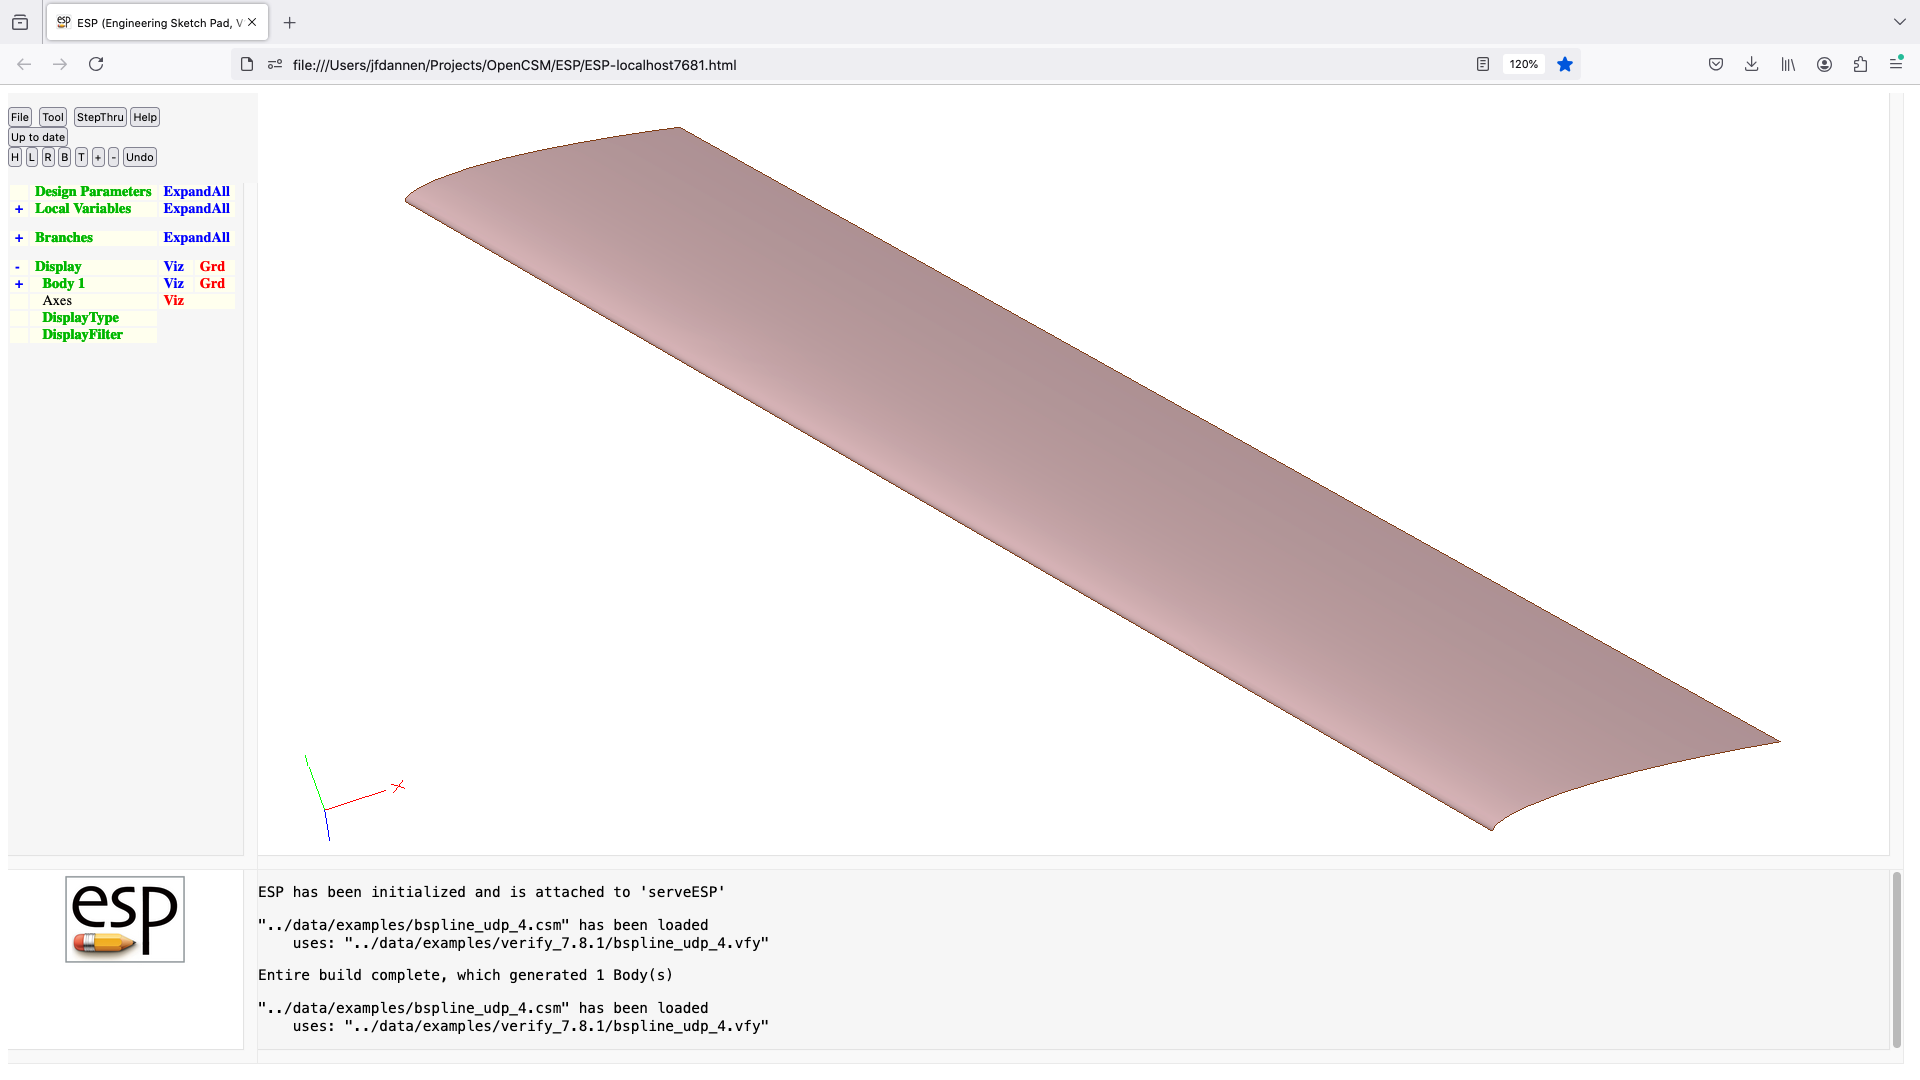 ESP (Engineering Sketch Pad, V
file:///Users/jfdannen/Projects/OpenCSM/ESP/ESP-localhost7681.html
120%
File Tool StepThru Help
Up to date
H L R B T + - Undo
Design Parameters ExpandAll
+ Local Variables ExpandAll
+ Branches ExpandAll
- Display Viz Grd
+ Body 1 Viz Grd
Axes Viz
DisplayType
DisplayFilter
X
esp
ESP has been initialized and is attached to 'serveESP'
"../data/examples/bspline_udp_4.csm" has been loaded
uses: "../data/examples/verify_7.8.1/bspline_udp_4.vfy"
Entire build complete, which generated 1 Body(s)
"../data/examples/bspline_udp_4.csm" has been loaded
uses: "../data/examples/verify_7.8.1/bspline_udp_4.vfy"